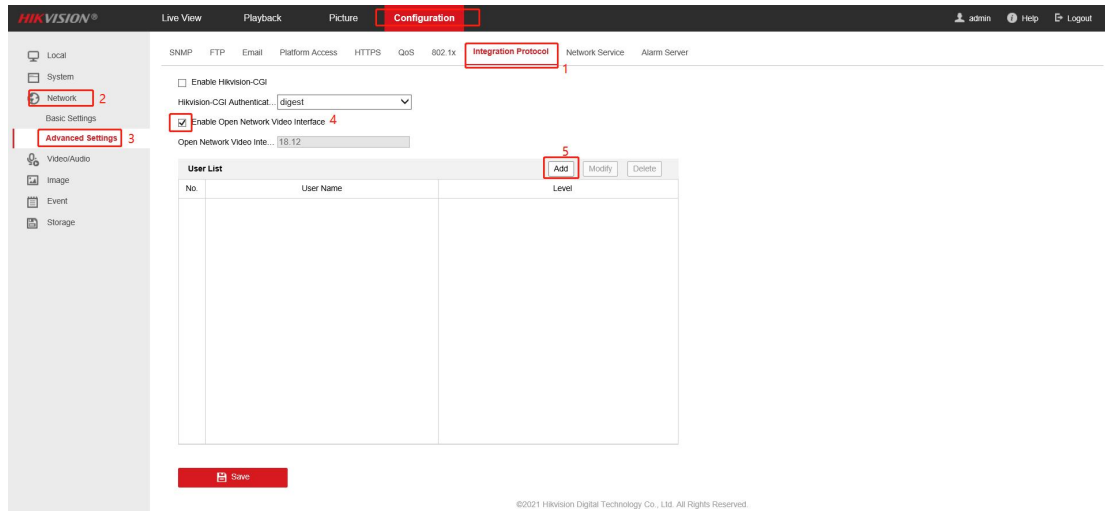 HIKVISION® Live View Playback Picture Configuration admin Help Logout
Local
System
Network 2
Basic Settings
Advanced Settings 3
Video/Audio
Image
Event
Storage
SNMP FTP Email Platform Access HTTPS QoS 802.1x Integration Protocol Network Service Alarm Server
1
Enable Hikvision-CGI
Hikvision-CGI Authenticat... digest
Enable Open Network Video Interface 4
Open Network Video Inte... 18.12
5
User List Add Modify Delete
No. User Name Level
Save
©2021 Hikvision Digital Technology Co., Ltd. All Rights Reserved.